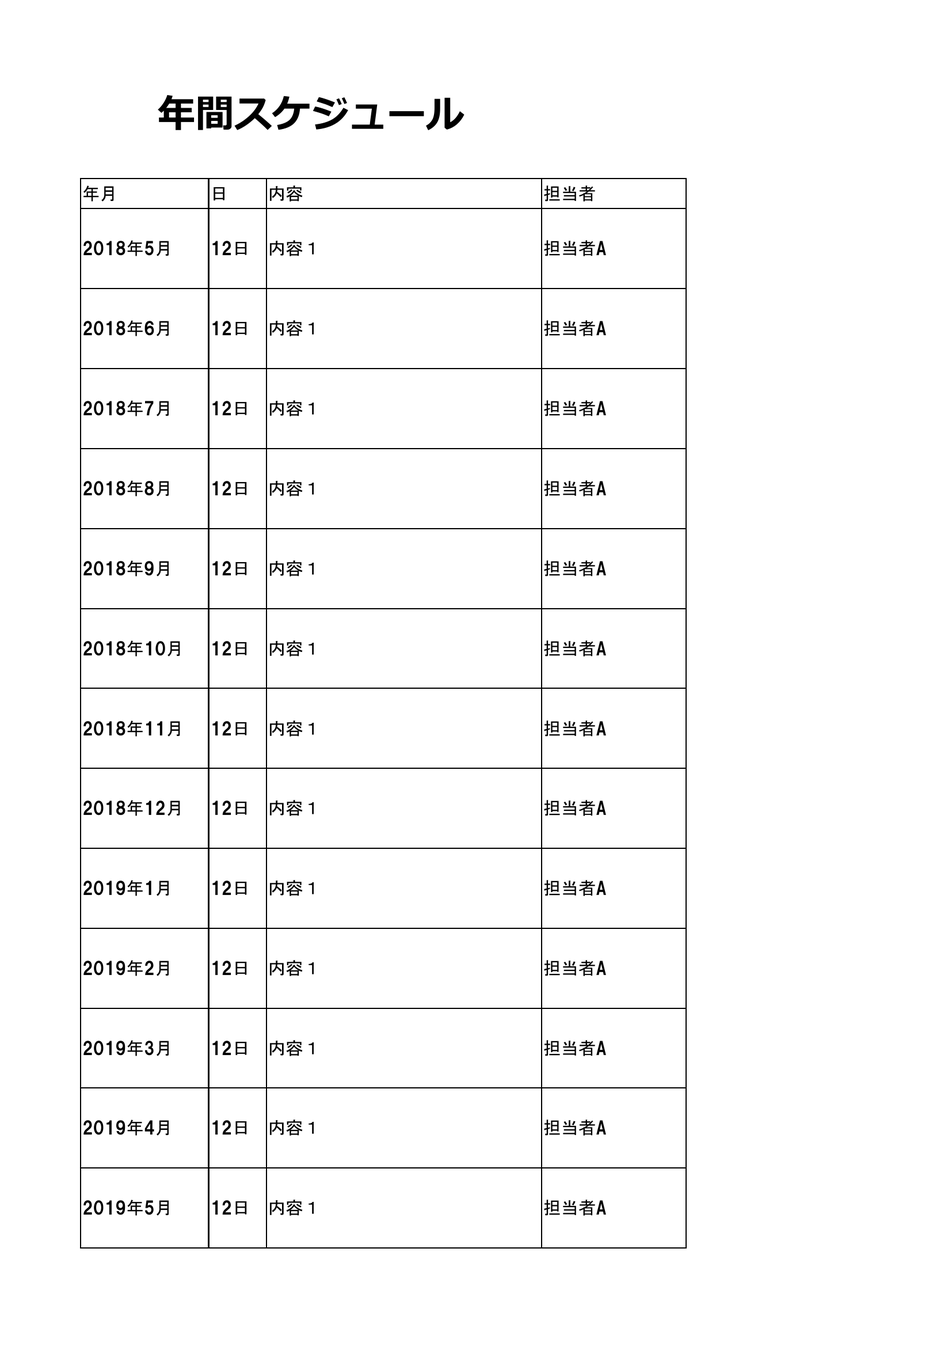 年間スケジュール
年月 日 内容 担当者
2018年5月 12日 内容１ 担当者A
2018年6月 12日 内容１ 担当者A
2018年7月 12日 内容１ 担当者A
2018年8月 12日 内容１ 担当者A
2018年9月 12日 内容１ 担当者A
2018年10月 12日 内容１ 担当者A
2018年11月 12日 内容１ 担当者A
2018年12月 12日 内容１ 担当者A
2019年1月 12日 内容１ 担当者A
2019年2月 12日 内容１ 担当者A
2019年3月 12日 内容１ 担当者A
2019年4月 12日 内容１ 担当者A
2019年5月 12日 内容１ 担当者A